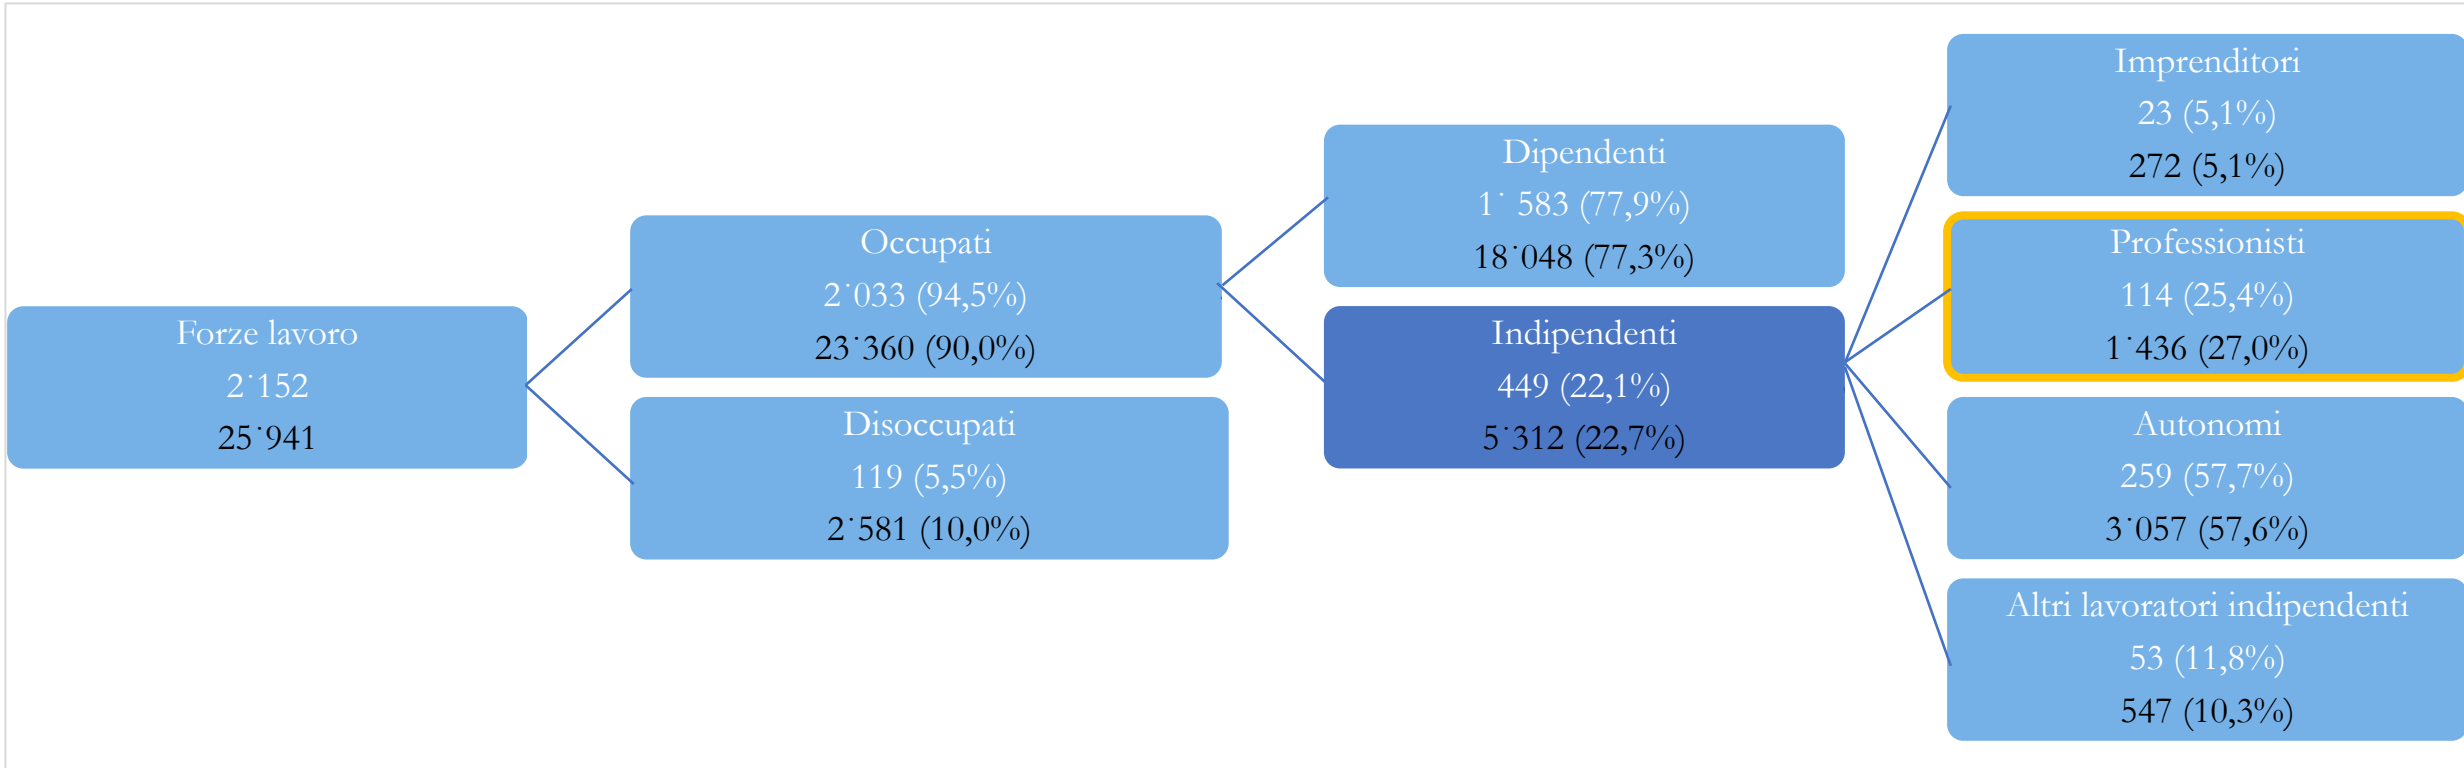 Forze lavoro
2˙152
25˙941
Occupati
2˙033 (94,5%)
23˙360 (90,0%)
Disoccupati
119 (5,5%)
2˙581 (10,0%)
Dipendenti
1˙ 583 (77,9%)
18˙048 (77,3%)
Indipendenti
449 (22,1%)
5˙312 (22,7%)
Imprenditori
23 (5,1%)
272 (5,1%)
Professionisti
114 (25,4%)
1˙436 (27,0%)
Autonomi
259 (57,7%)
3˙057 (57,6%)
Altri lavoratori indipendenti
53 (11,8%)
547 (10,3%)